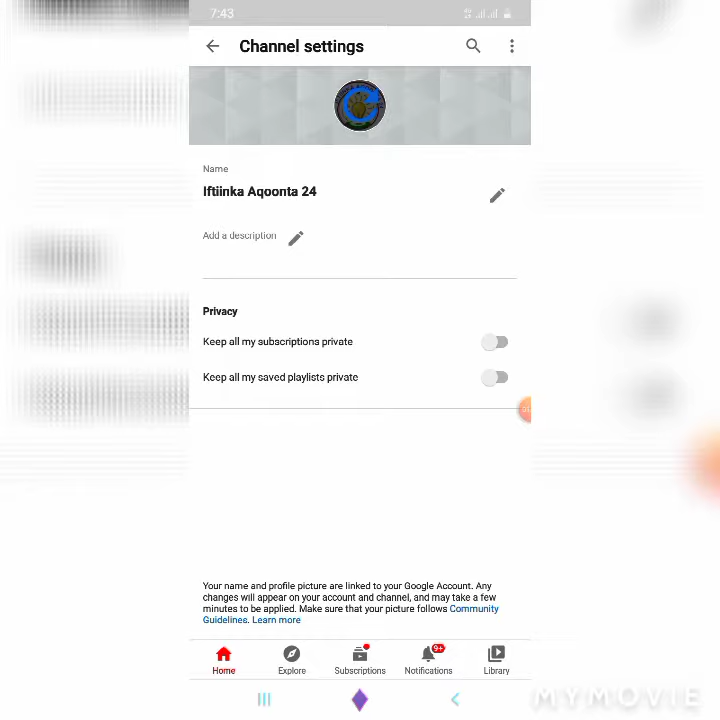 7:43
Channel settings
Name
Iftiinka Aqoonta 24
Add a description
Privacy
Keep all my subscriptions private
Keep all my saved playlists private
Your name and profile picture are linked to your Google Account. Any
changes will appear on your account and channel, and may take a few
minutes to be applied. Make sure that your picture follows Community
Guidelines. Learn more
9+
Home Explore Subscriptions Notifications Library
MYMOVIE